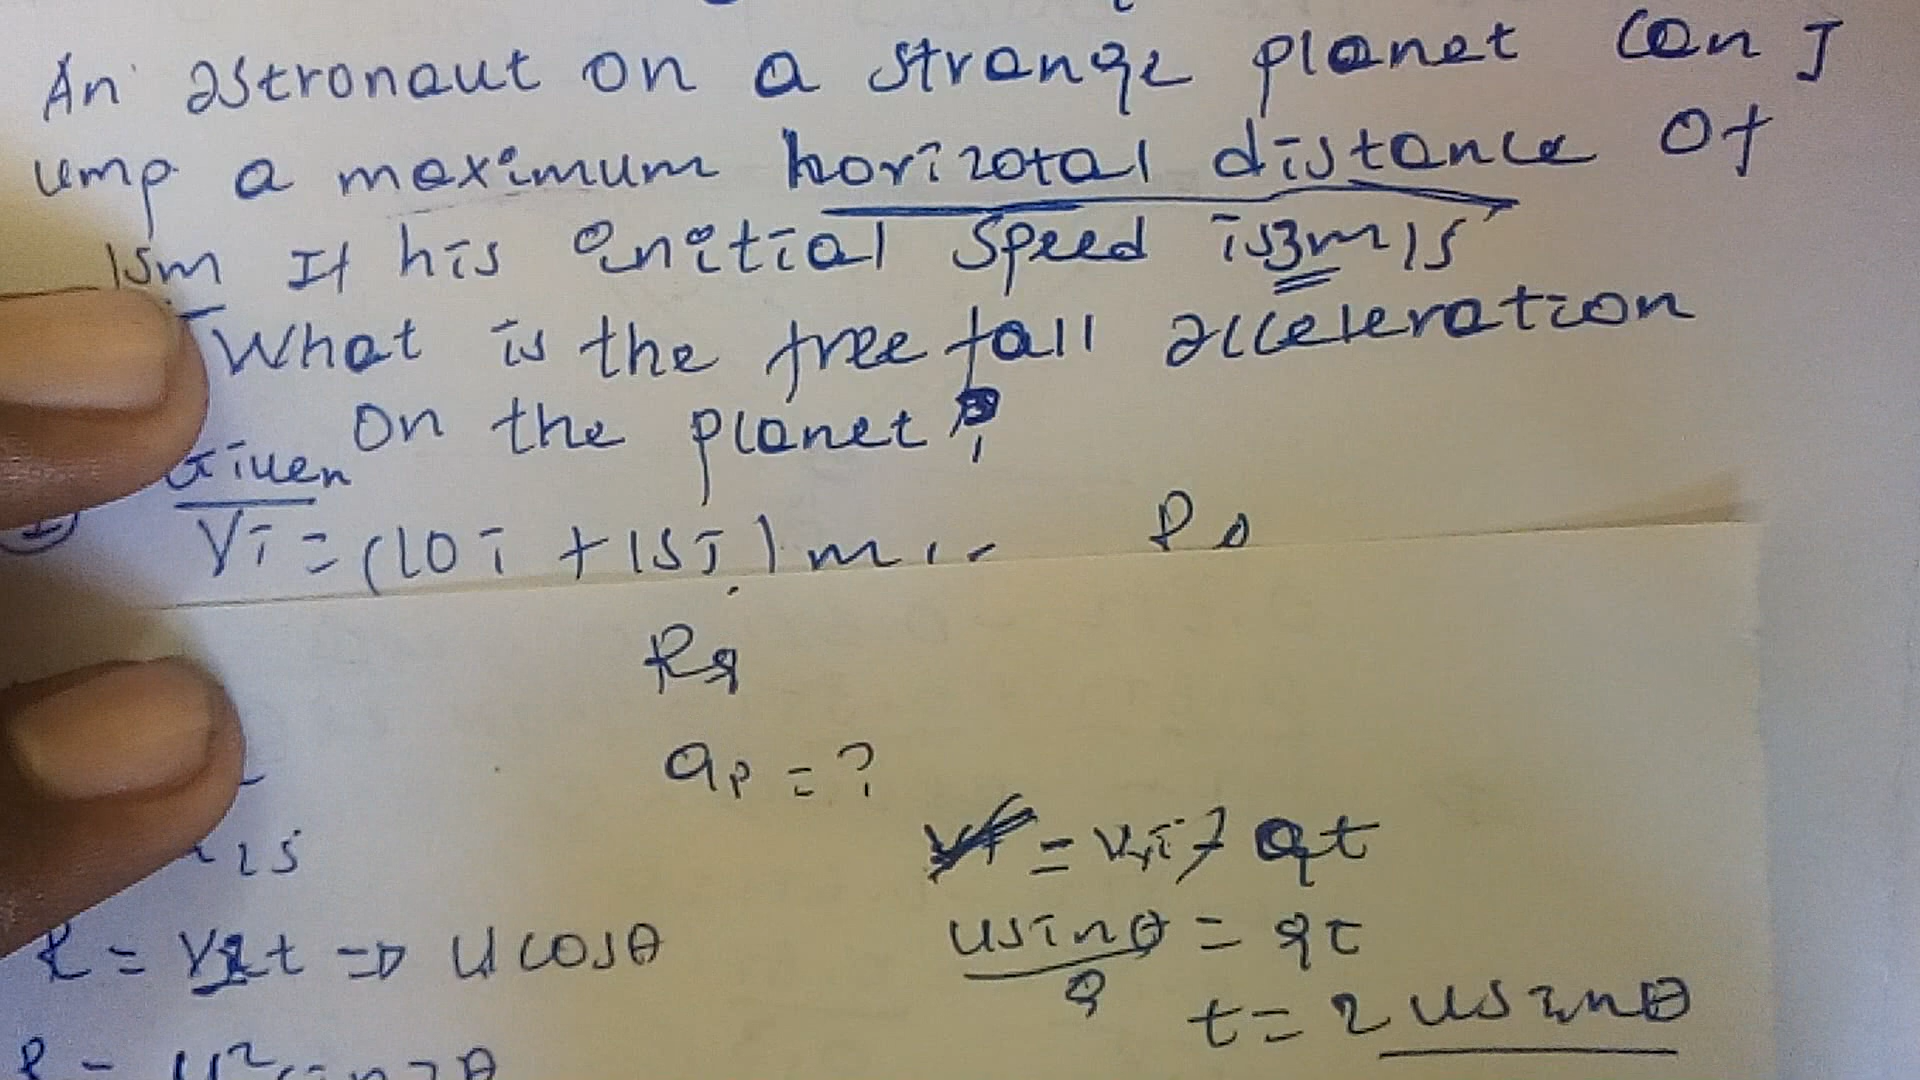 An astronaut on a strange planet can J
ump a maximum horizotal distance of
15m If his initial speed is 3m/s
What is the free fall acceleration
on the planet?
Given
Vi = (10i + 15j) m
Rg
ap = ?
= Vyi + gt
usinθ = gt
g
t = 2usinθ
R = Vxt => ucosθ